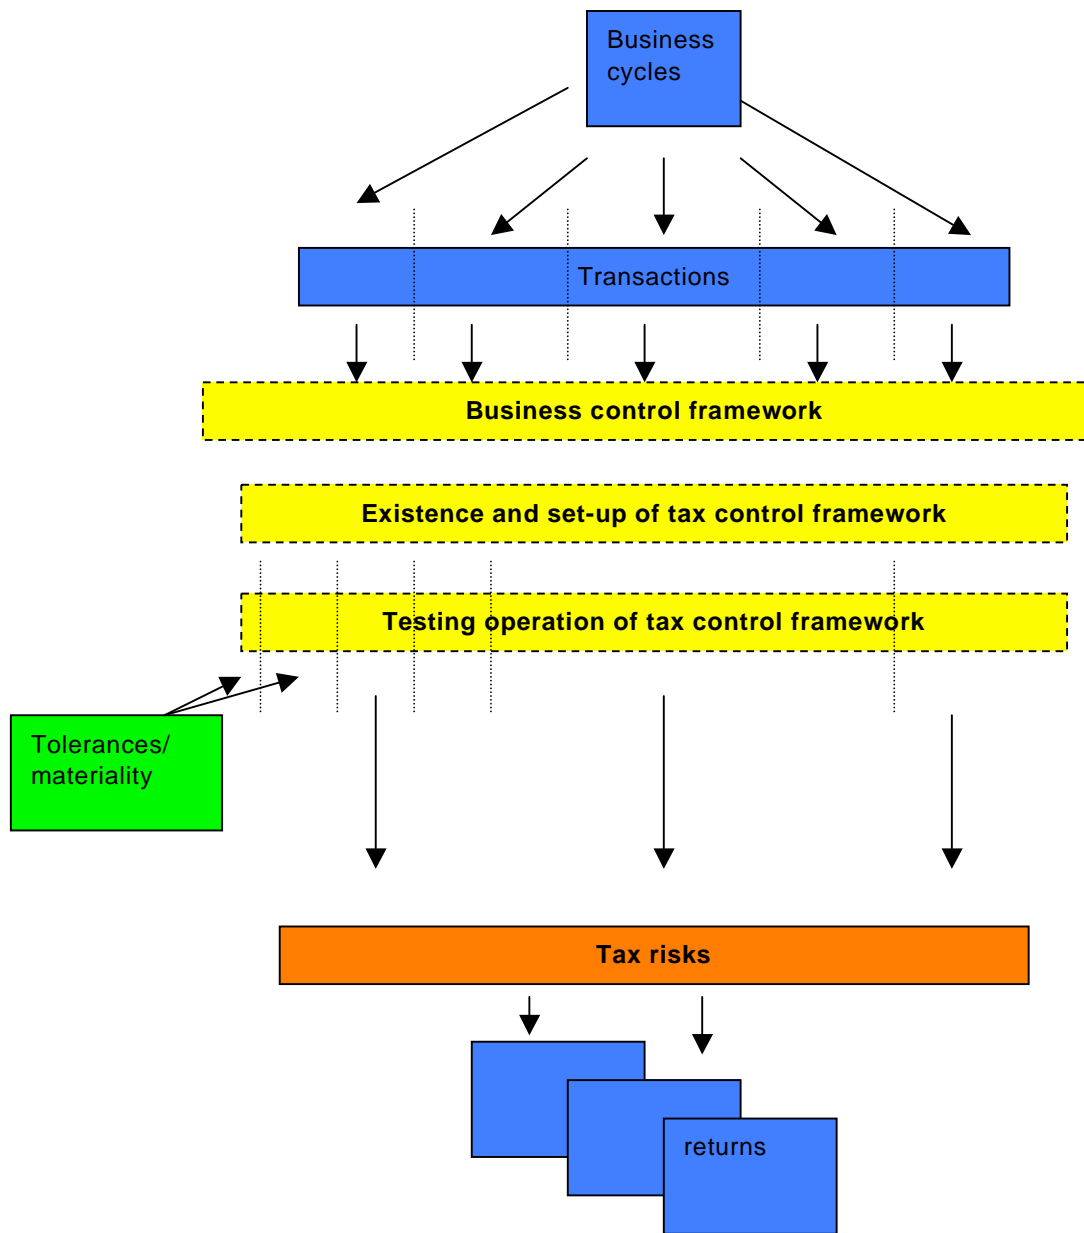 Business
cycles
Transactions
Business control framework
Existence and set-up of tax control framework
Testing operation of tax control framework
Tolerances/
materiality
Tax risks
returns